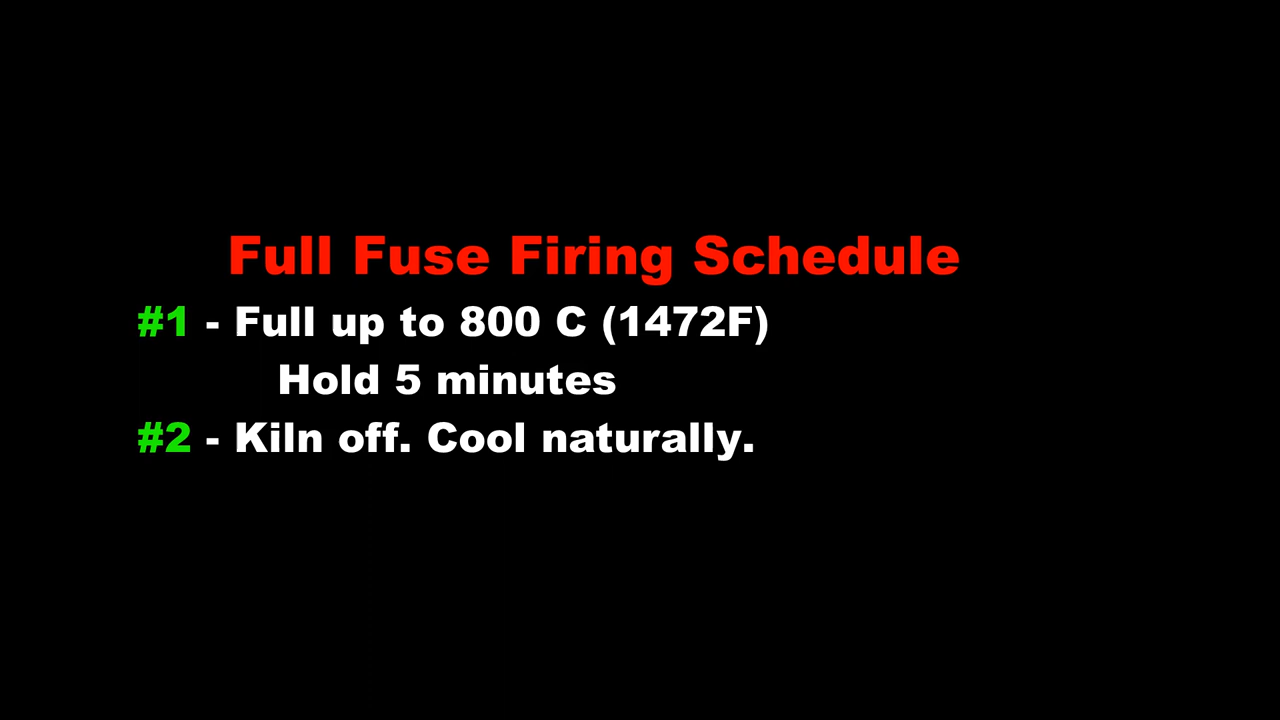 Full Fuse Firing Schedule
#1 - Full up to 800 C (1472F)
Hold 5 minutes
#2 - Kiln off. Cool naturally.